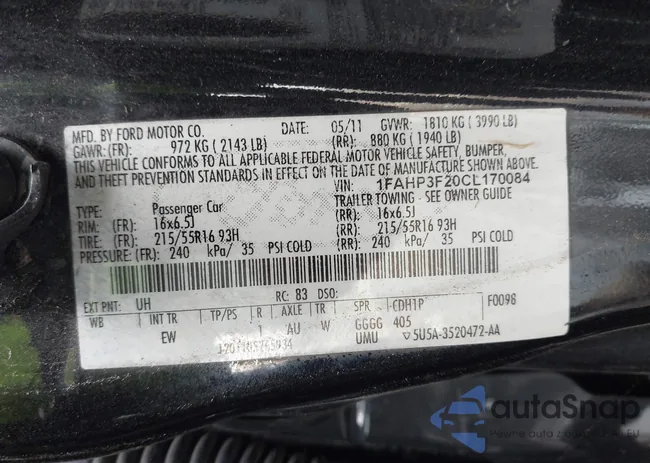 MFD. BY FORD MOTOR CO. DATE: 05/11 GVWR: 1810 KG ( 3990 LB)
GAWR: (FR): 972 KG ( 2143 LB) (RR): 880 KG ( 1940 LB)
THIS VEHICLE CONFORMS TO ALL APPLICABLE FEDERAL MOTOR VEHICLE SAFETY, BUMPER,
AND THEFT PREVENTION STANDARDS IN EFFECT ON THE DATE OF MANUFACTURE SHOWN ABOVE.
VIN: 1FAHP3F20CL170084
TYPE: Passenger Car TRAILER TOWING - SEE OWNER GUIDE
RIM: (FR): 16x6.5J (RR): 16x6.5J
TIRE: (FR): 215/55R16 93H (RR): 215/55R16 93H
PRESSURE: (FR): 240 kPa/ 35 PSI COLD (RR): 240 kPa/ 35 PSI COLD
EXT PNT: UH RC: 83 DSO: F0098
WB INT TR TP/PS R AXLE TR SPR CDH1P
EW 1 AU W GGGG 405
UMU 5U5A-3520472-AA
autoSnap